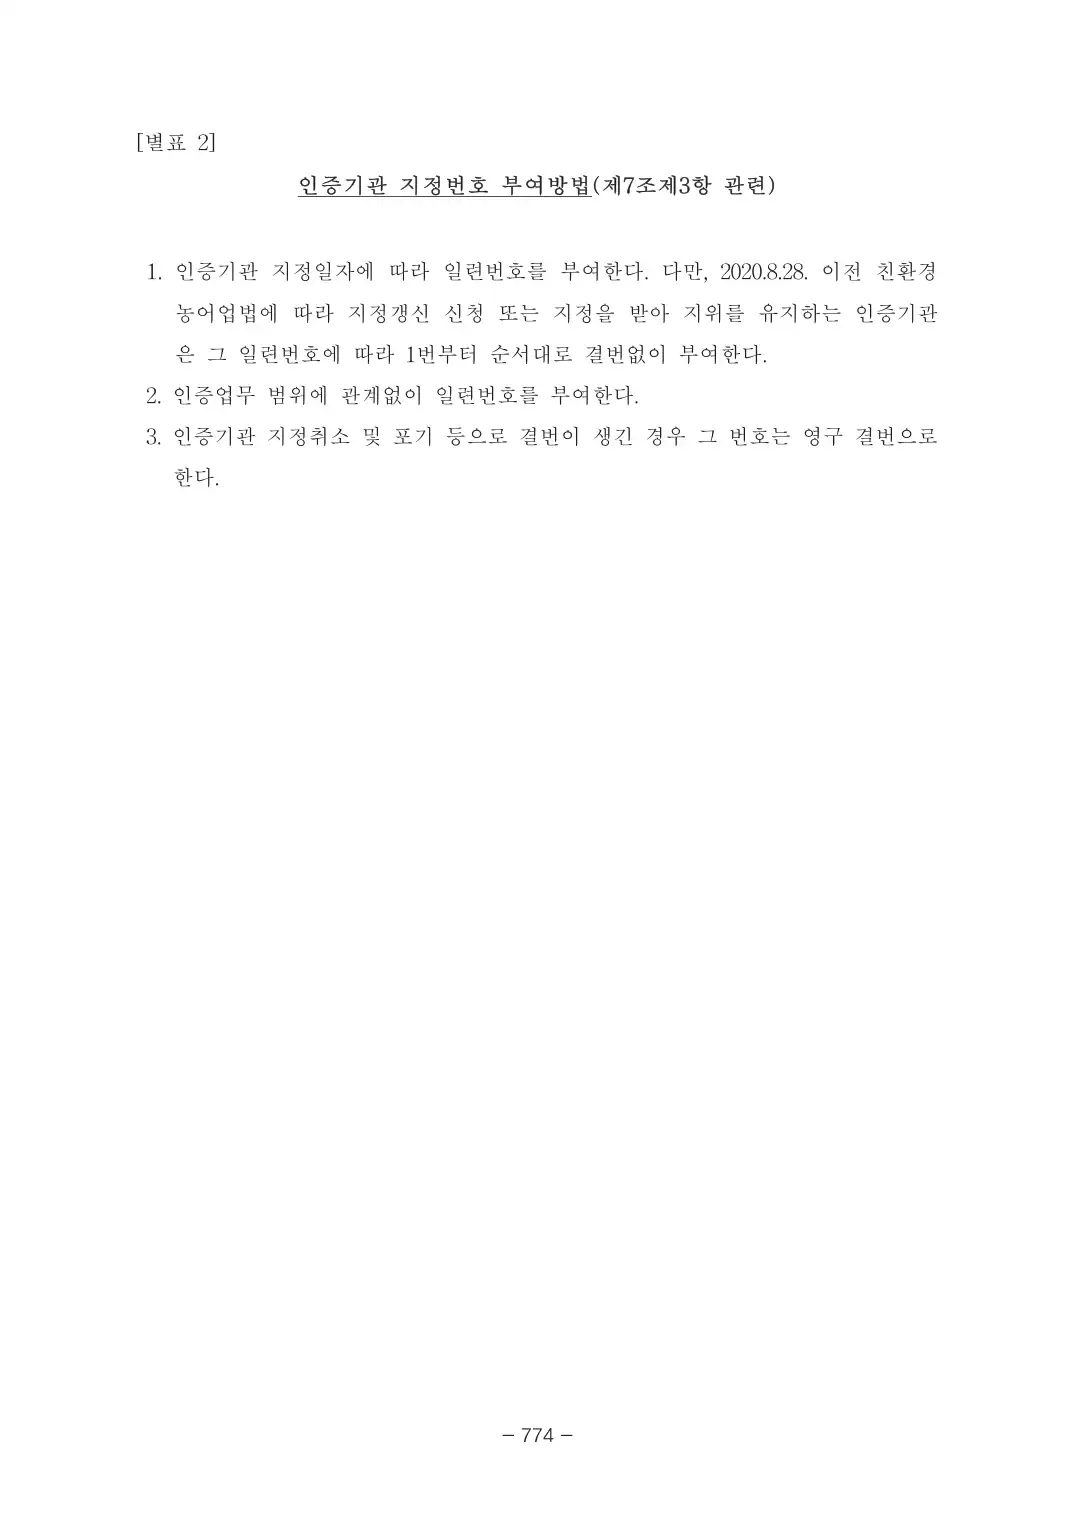 [별표 2]
인증기관 지정번호 부여방법(제7조제3항 관련)
1. 인증기관 지정일자에 따라 일련번호를 부여한다. 다만, 2020.8.28. 이전 친환경
농어업법에 따라 지정갱신 신청 또는 지정을 받아 지위를 유지하는 인증기관
은 그 일련번호에 따라 1번부터 순서대로 결번없이 부여한다.
2. 인증업무 범위에 관계없이 일련번호를 부여한다.
3. 인증기관 지정취소 및 포기 등으로 결번이 생긴 경우 그 번호는 영구 결번으로
한다.
- 774 -